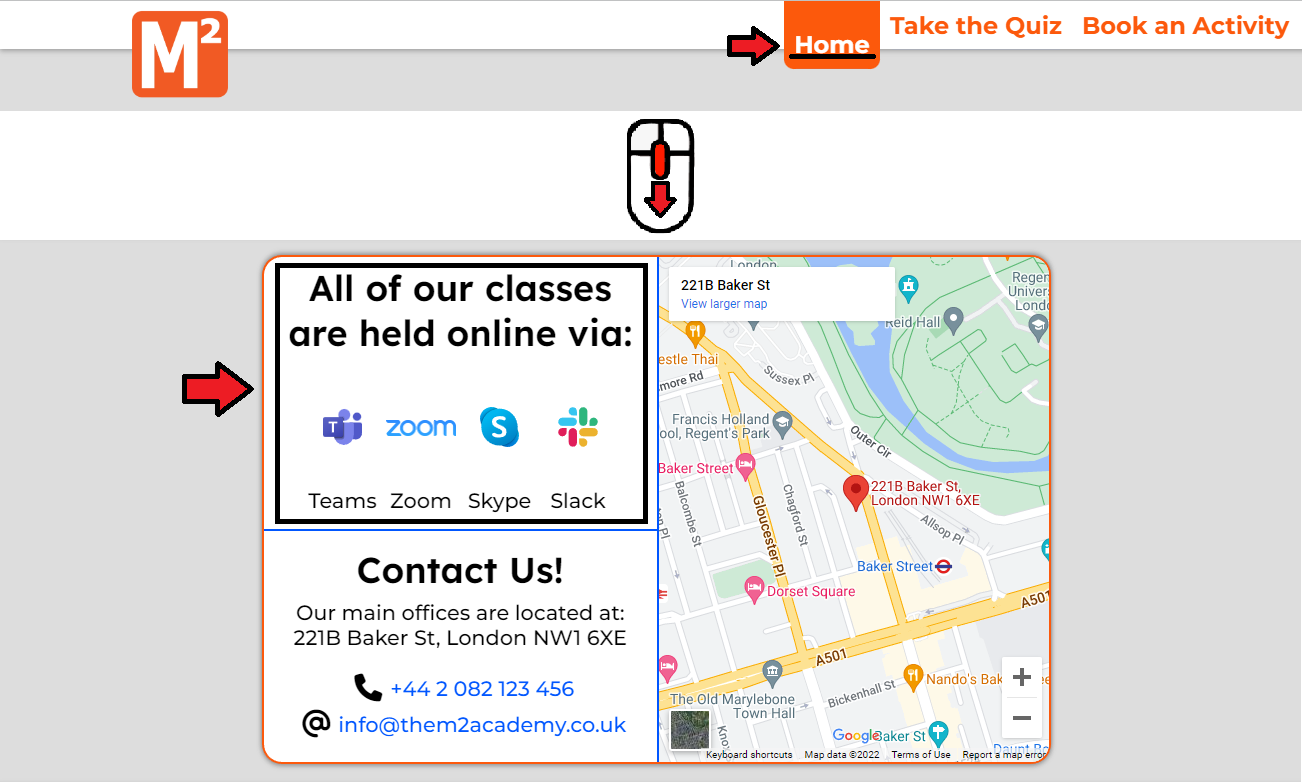 M²
Home
Take the Quiz
Book an Activity
All of our classes
are held online via:
T
zoom
S
Teams
Zoom
Skype
Slack
Contact Us!
Our main offices are located at:
221B Baker St, London NW1 6XE
+44 2 082 123 456
@ info@them2academy.co.uk
London
221B Baker St
View larger map
Reid Hall
Regen
Univers
Londo
estle Thai
more Rd
Sussex Pl
Francis Holland
ool, Regent's Park
Outer Cir
Baker Street
221B Baker St,
London NW1 6XE
Balcombe St
Gloucester Pl
Chagford St
Allsop Pl
Baker Street
Dorset Square
A501
A501
Bickenhall St
Nando's Bak
The Old Marylebone
Town Hall
Google
Baker St
Daunt Bo
Keyboard shortcuts
Map data ©2022
Terms of Use
Report a map error